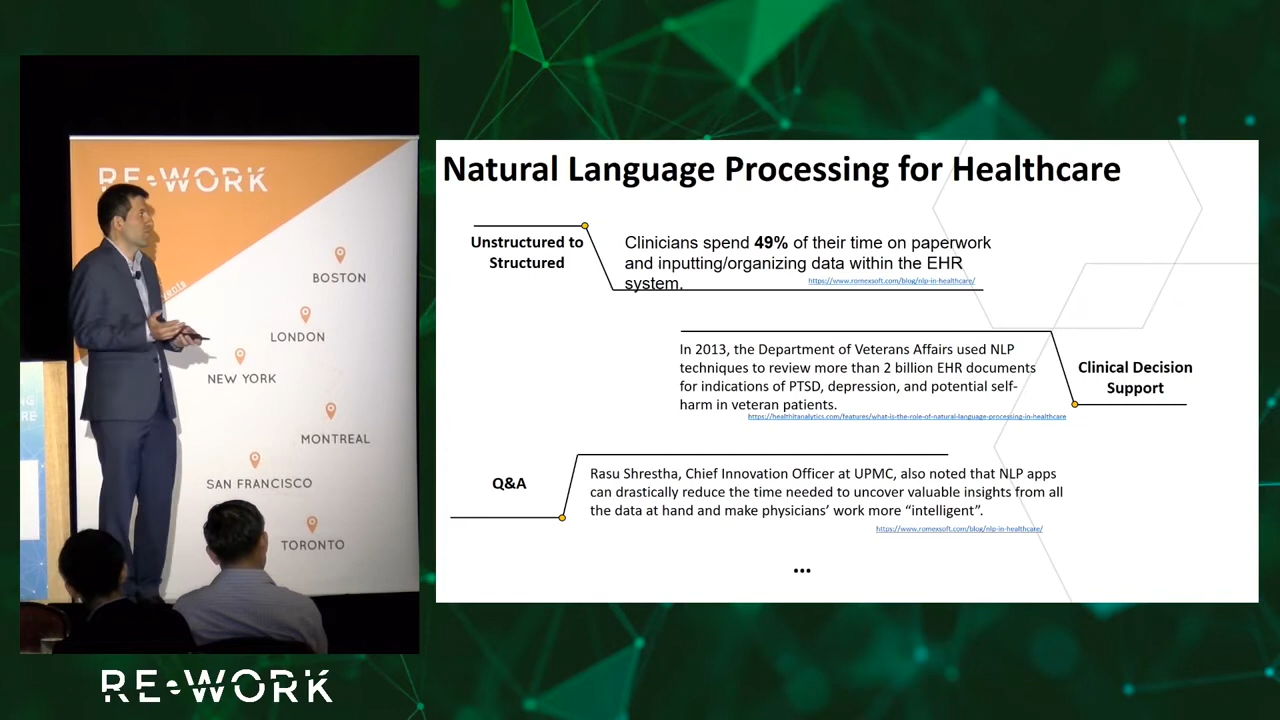 RE•WORK
BOSTON
LONDON
NEW YORK
MONTREAL
SAN FRANCISCO
TORONTO
RE•WORK
Natural Language Processing for Healthcare
Unstructured to
Structured
Clinicians spend 49% of their time on paperwork
and inputting/organizing data within the EHR
system.
https://www.romexsoft.com/blog/nlp-in-healthcare/
In 2013, the Department of Veterans Affairs used NLP
techniques to review more than 2 billion EHR documents
for indications of PTSD, depression, and potential self-
harm in veteran patients.
https://healthitanalytics.com/features/what-is-the-role-of-natural-language-processing-in-healthcare
Clinical Decision
Support
Q&A
Rasu Shrestha, Chief Innovation Officer at UPMC, also noted that NLP apps
can drastically reduce the time needed to uncover valuable insights from all
the data at hand and make physicians’ work more “intelligent”.
https://www.romexsoft.com/blog/nlp-in-healthcare/
...